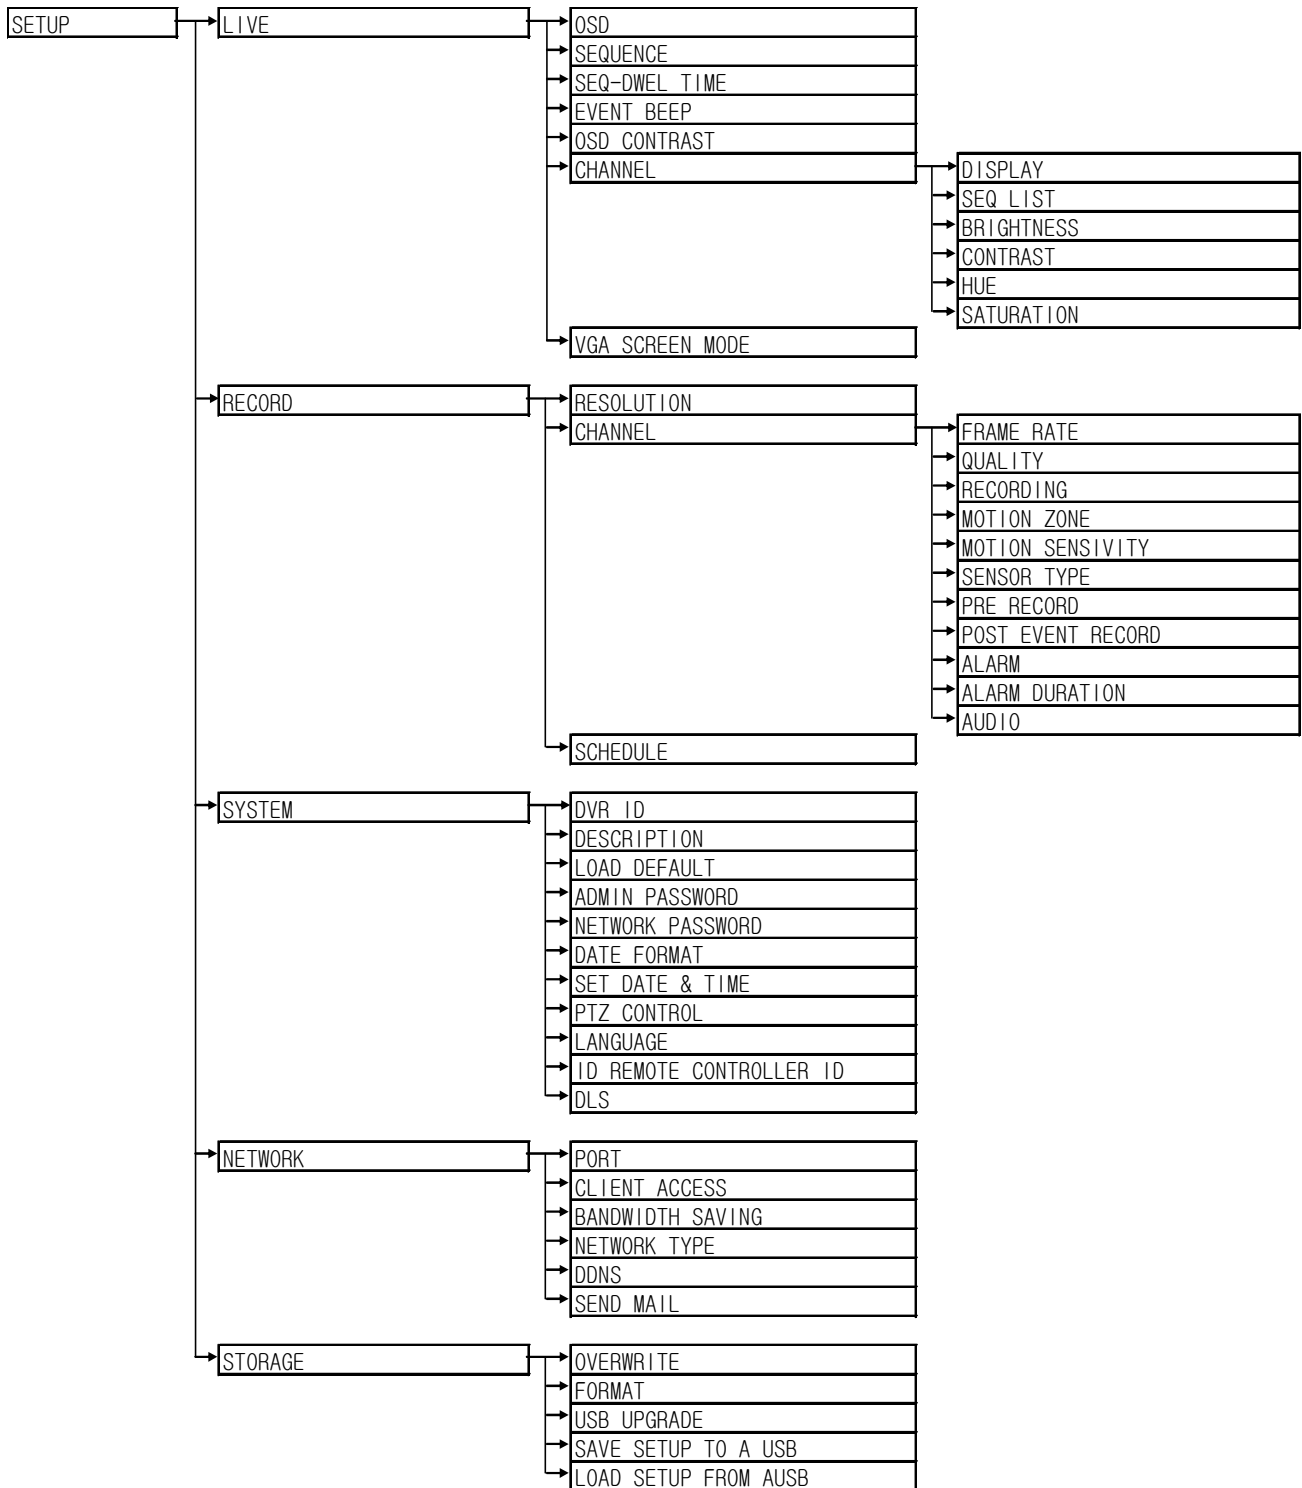 SETUP
LIVE
OSD
SEQUENCE
SEQ-DWEL TIME
EVENT BEEP
OSD CONTRAST
CHANNEL
DISPLAY
SEQ LIST
BRIGHTNESS
CONTRAST
HUE
SATURATION
VGA SCREEN MODE
RECORD
RESOLUTION
CHANNEL
FRAME RATE
QUALITY
RECORDING
MOTION ZONE
MOTION SENSIVITY
SENSOR TYPE
PRE RECORD
POST EVENT RECORD
ALARM
ALARM DURATION
AUDIO
SCHEDULE
SYSTEM
DVR ID
DESCRIPTION
LOAD DEFAULT
ADMIN PASSWORD
NETWORK PASSWORD
DATE FORMAT
SET DATE & TIME
PTZ CONTROL
LANGUAGE
ID REMOTE CONTROLLER ID
DLS
NETWORK
PORT
CLIENT ACCESS
BANDWIDTH SAVING
NETWORK TYPE
DDNS
SEND MAIL
STORAGE
OVERWRITE
FORMAT
USB UPGRADE
SAVE SETUP TO A USB
LOAD SETUP FROM AUSB